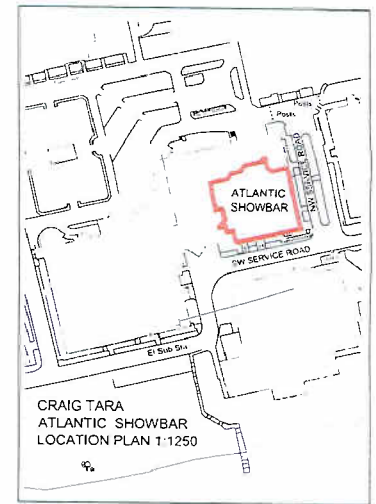 Posts
Posts
NW SERVICE ROAD
ATLANTIC
SHOWBAR
SW SERVICE ROAD
El Sub Sta
CRAIG TARA
ATLANTIC SHOWBAR
LOCATION PLAN 1:1250